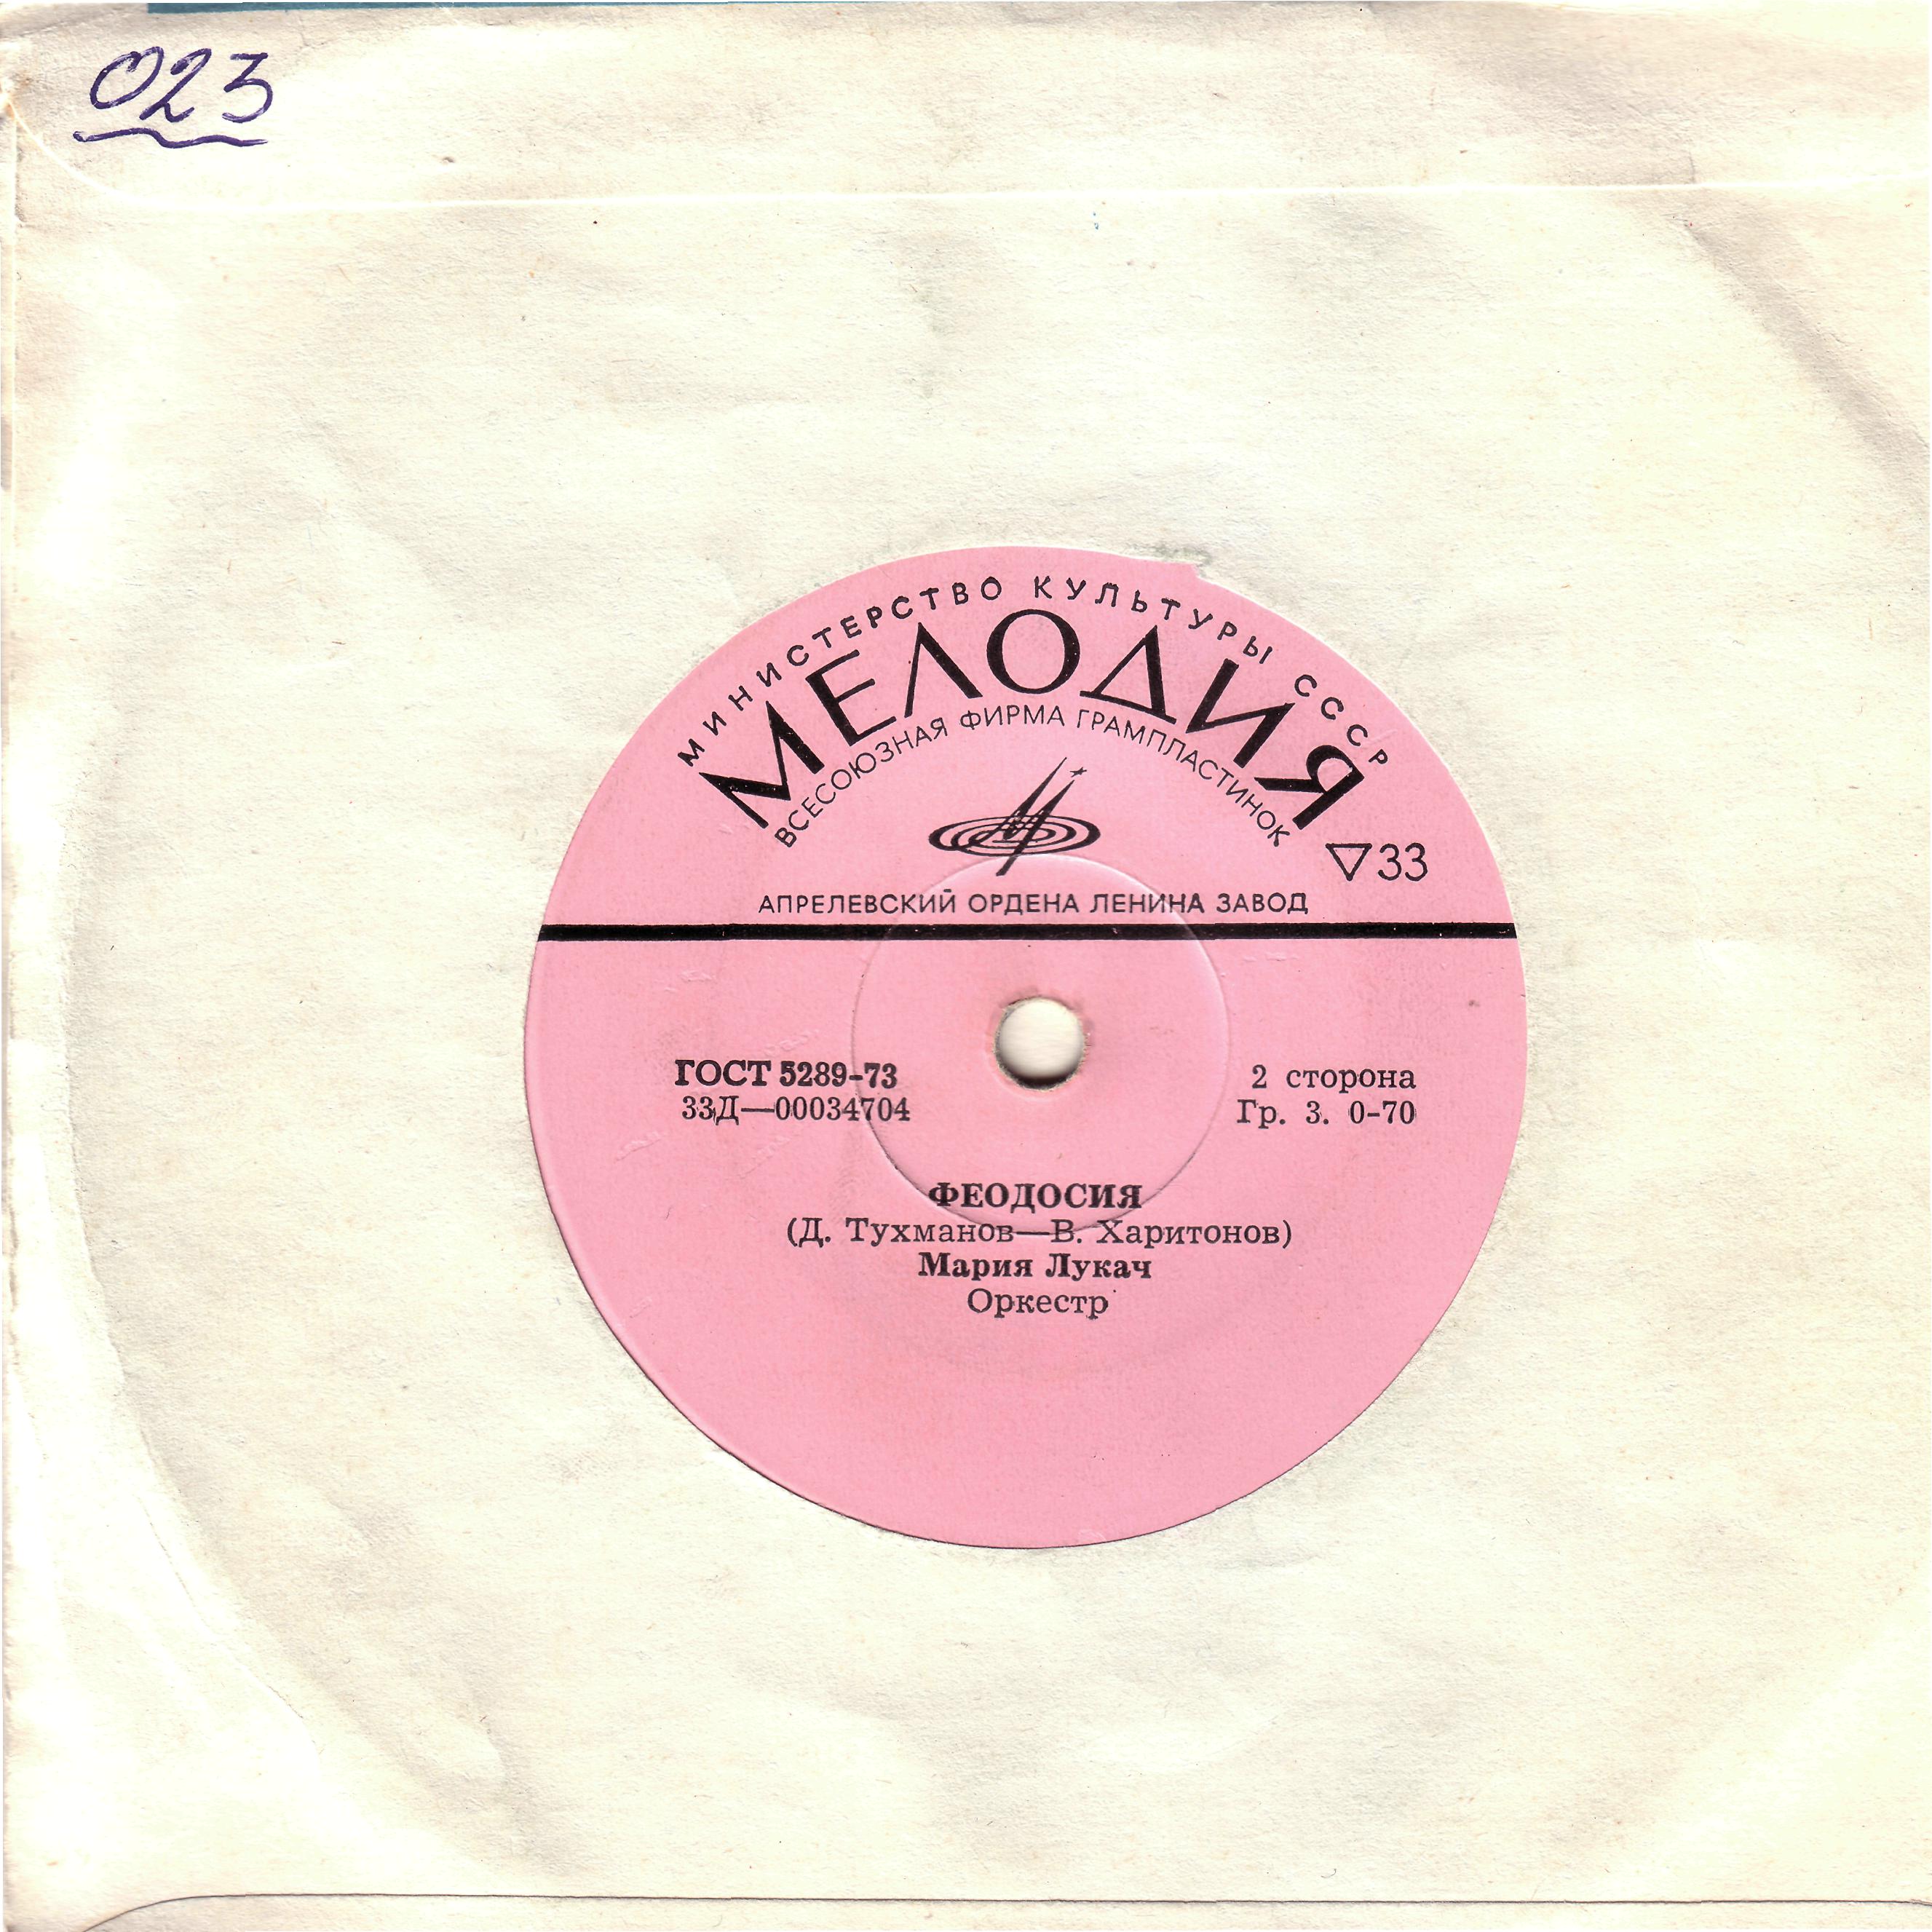 023
МИНИСТЕРСТВО КУЛЬТУРЫ СССР
МЕЛОДИЯ
ВСЕСОЮЗНАЯ ФИРМА ГРАМПЛАСТИНОК
▽33
АПРЕЛЕВСКИЙ ОРДЕНА ЛЕНИНА ЗАВОД
ГОСТ 5289-73
33Д—00034704
2 сторона
Гр. 3. 0-70
ФЕОДОСИЯ
(Д. Тухманов—В. Харитонов)
Мария Лукач
Оркестр